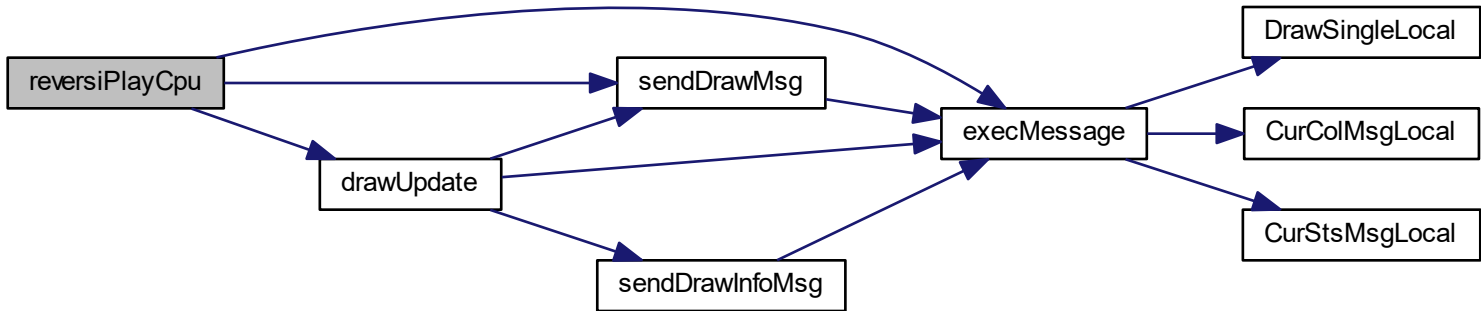 reversiPlayCpu
drawUpdate
sendDrawMsg
sendDrawInfoMsg
execMessage
DrawSingleLocal
CurColMsgLocal
CurStsMsgLocal